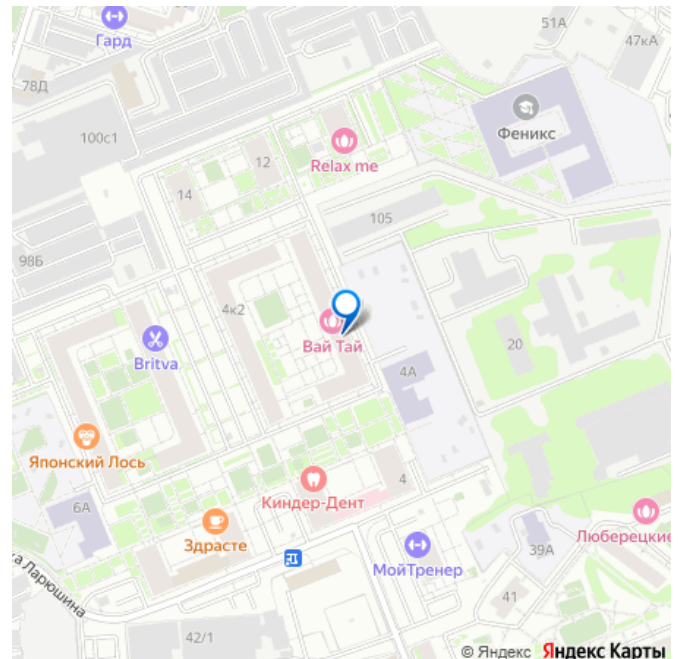 51А
47кА
Гард
78Д
Феникс
100с1
12
Relax me
14
105
98Б
4к2
Britva
Вай Тай
20
4А
Японский Лось
Киндер-Дент
4
6А
Здрасте
Люберецкие
39А
МойТренер
ка Ларюшина
41
42/1
© Яндекс Яндекс Карты